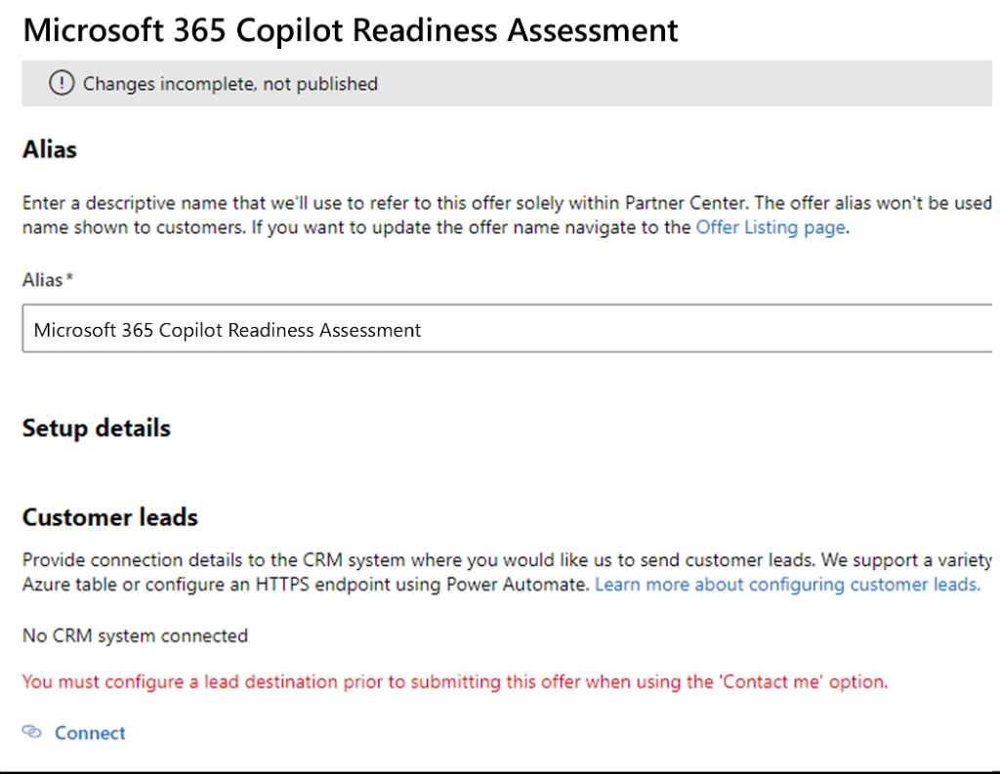 Microsoft 365 Copilot Readiness Assessment
Changes incomplete, not published
Alias
Enter a descriptive name that we'll use to refer to this offer solely within Partner Center. The offer alias won't be used
name shown to customers. If you want to update the offer name navigate to the Offer Listing page.
Alias*
Microsoft 365 Copilot Readiness Assessment
Setup details
Customer leads
Provide connection details to the CRM system where you would like us to send customer leads. We support a variety
Azure table or configure an HTTPS endpoint using Power Automate. Learn more about configuring customer leads.
No CRM system connected
You must configure a lead destination prior to submitting this offer when using the 'Contact me' option.
Connect